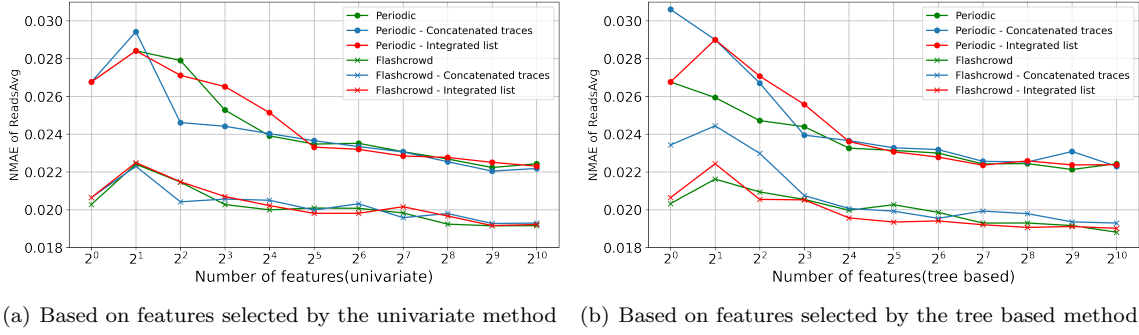 NMAE of ReadsAvg
0.030
0.028
0.026
0.024
0.022
0.020
0.018
Periodic
Periodic - Concatenated traces
Periodic - Integrated list
Flashcrowd
Flashcrowd - Concatenated traces
Flashcrowd - Integrated list
2^0 2^1 2^2 2^3 2^4 2^5 2^6 2^7 2^8 2^9 2^10
Number of features(univariate)
(a) Based on features selected by the univariate method
NMAE of ReadsAvg
0.030
0.028
0.026
0.024
0.022
0.020
0.018
Periodic
Periodic - Concatenated traces
Periodic - Integrated list
Flashcrowd
Flashcrowd - Concatenated traces
Flashcrowd - Integrated list
2^0 2^1 2^2 2^3 2^4 2^5 2^6 2^7 2^8 2^9 2^10
Number of features(tree based)
(b) Based on features selected by the tree based method